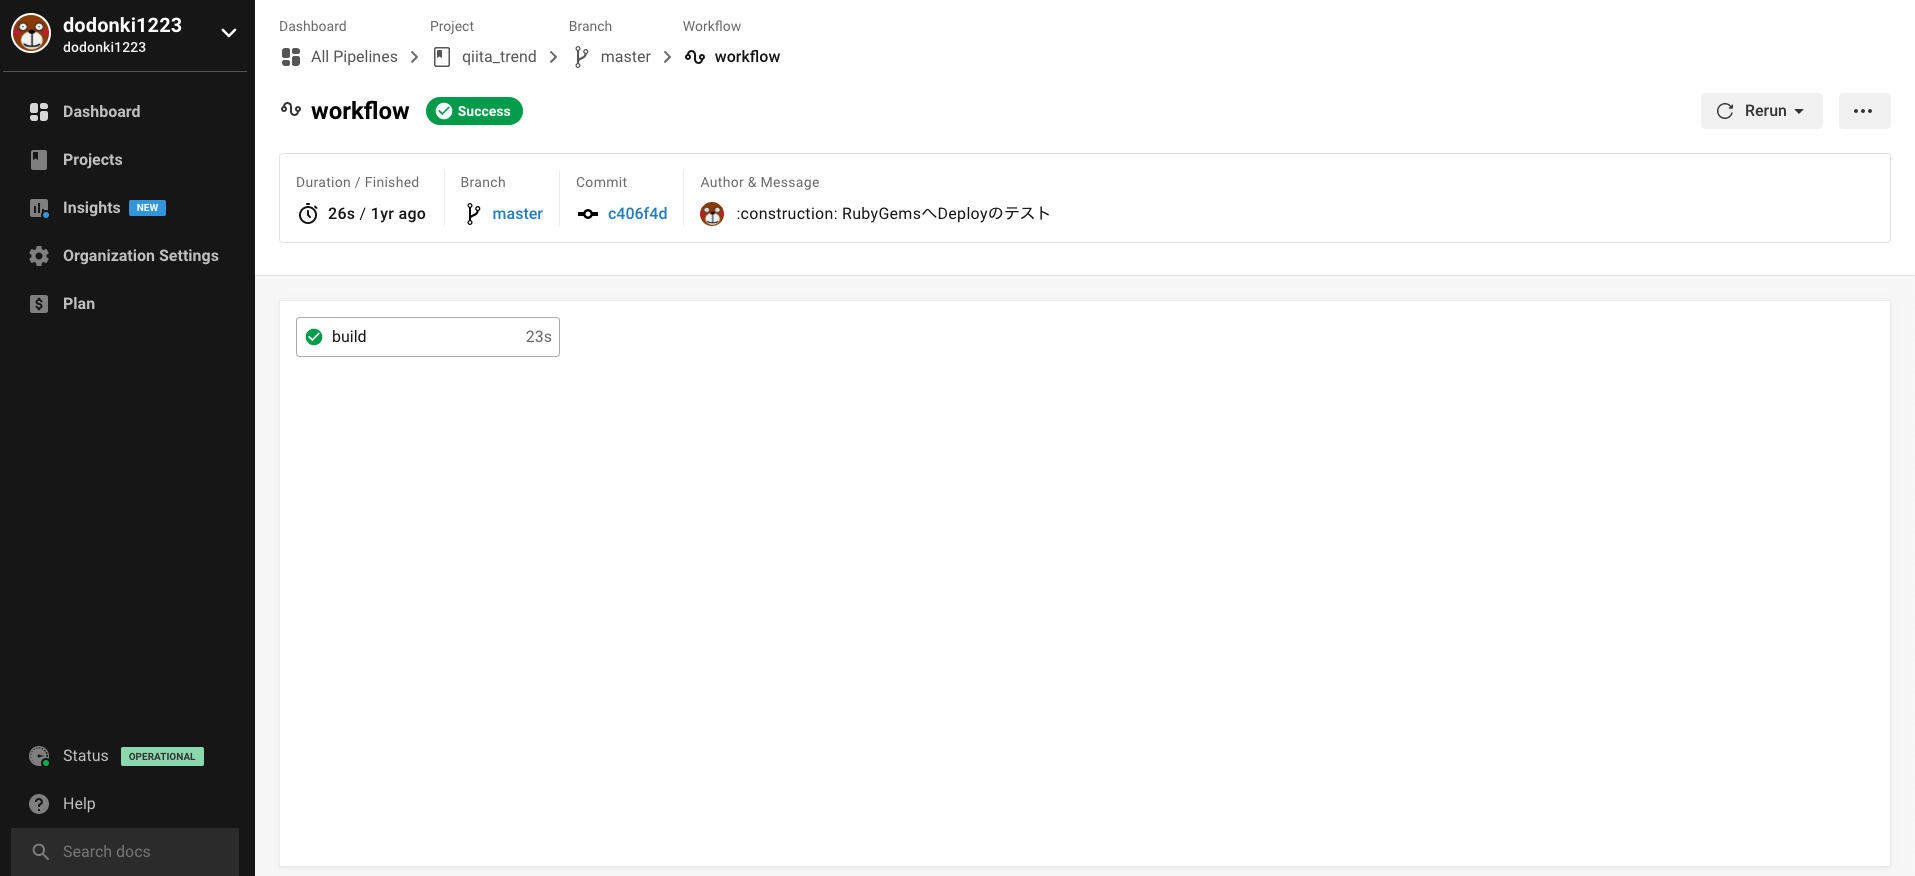 dodonki1223
dodonki1223
Dashboard
Projects
Insights NEW
Organization Settings
Plan
Status OPERATIONAL
Help
Search docs
Dashboard Project Branch Workflow
All Pipelines qiita_trend master workflow
workflow Success Rerun
Duration / Finished Branch Commit Author & Message
26s / 1yr ago master c406f4d :construction: RubyGemsへDeployのテスト
build 23s